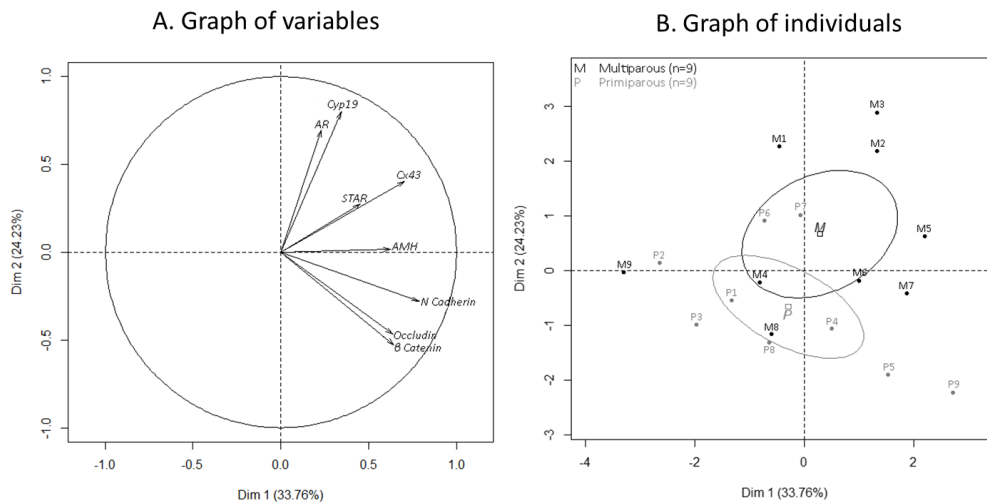 A. Graph of variables
Cyp19
AR
Cx43
STAR
AMH
N Cadherin
Occludin
β Catenin
1.0
0.5
0.0
-0.5
-1.0
Dim 2 (24.23%)
-1.0
-0.5
0.0
0.5
1.0
Dim 1 (33.76%)
B. Graph of individuals
M Multiparous (n=9)
P Primiparous (n=9)
M3
M1
M2
P7
P6
M
M5
P2
M9
M4
M6
M7
P1
P
P3
P4
M8
P8
P5
P9
3
2
1
0
-1
-2
-3
Dim 2 (24.23%)
-4
-2
0
2
Dim 1 (33.76%)